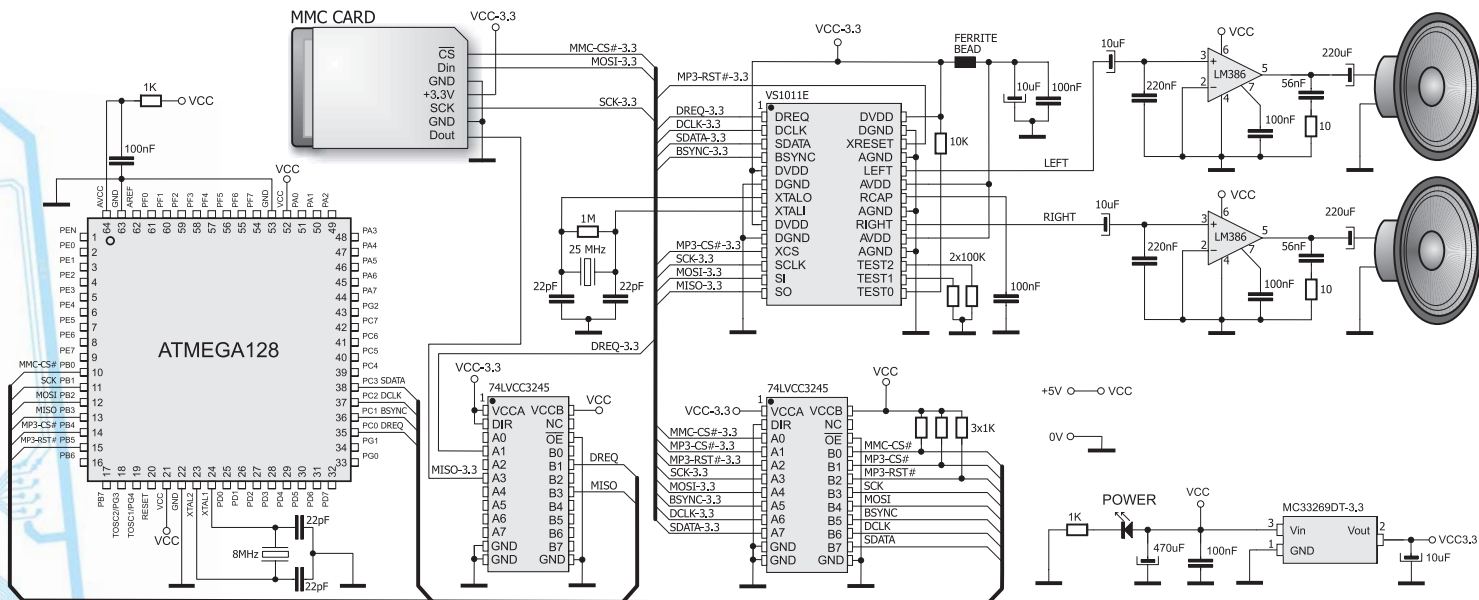 MMC CARD
VCC-3.3
CS
Din
GND
+3.3V
SCK
GND
Dout
MMC-CS#-3.3
MOSI-3.3
SCK-3.3
1K
VCC
100nF
VCC
AVCC
GND
AREF
PF0
PF1
PF2
PF3
PF4
PF5
PF6
PF7
GND
VCC
PA0
PA1
PA2
64 63 62 61 60 59 58 57 56 55 54 53 52 51 50 49
PEN 1
PE0 2
PE1 3
PE2 4
PE3 5
PE4 6
PE5 7
PE6 8
PE7 9
MMC-CS# PB0 10
SCK PB1 11
MOSI PB2 12
MISO PB3 13
MP3-CS# PB4 14
MP3-RST# PB5 15
PB6 16
ATMEGA128
48 PA3
47 PA4
46 PA5
45 PA6
44 PA7
43 PG2
42 PC7
41 PC6
40 PC5
39 PC4
38 PC3 SDATA
37 PC2 DCLK
36 PC1 BSYNC
35 PC0 DREQ
34 PG1
33 PG0
17 18 19 20 21 22 23 24 25 26 27 28 29 30 31 32
PB7
TOSC2/PG3
TOSC1/PG4
RESET
VCC
GND
XTAL2
XTAL1
PD0
PD1
PD2
PD3
PD4
PD5
PD6
PD7
VCC
8MHz
22pF
22pF
VCC-3.3
FERRITE
BEAD
10uF
100nF
MP3-RST#-3.3
VS1011E
DREQ-3.3
DCLK-3.3
SDATA-3.3
BSYNC-3.3
1
DREQ
DCLK
SDATA
BSYNC
DVDD
DGND
XTALO
XTALI
DVDD
DGND
XCS
SCLK
SI
SO
DVDD
DGND
XRESET
AGND
LEFT
AVDD
RCAP
AGND
RIGHT
AVDD
AGND
TEST2
TEST1
TEST0
10K
LEFT
RIGHT
2x100K
100nF
1M
25 MHz
22pF
22pF
MP3-CS#-3.3
SCK-3.3
MOSI-3.3
MISO-3.3
10uF
220nF
VCC
3
+
2
−
6
LM386
5
7
4
100nF
56nF
10
220uF
10uF
220nF
VCC
3
+
2
−
6
LM386
5
7
4
100nF
56nF
10
220uF
DREQ-3.3
VCC-3.3
74LVCC3245
1
VCCA
DIR
A0
A1
A2
A3
A4
A5
A6
A7
GND
GND
VCCB
NC
OE
B0
B1
B2
B3
B4
B5
B6
B7
GND
VCC
MISO-3.3
DREQ
MISO
74LVCC3245
VCC
VCC-3.3
MMC-CS#-3.3
MP3-CS#-3.3
MP3-RST#-3.3
SCK-3.3
MOSI-3.3
BSYNC-3.3
DCLK-3.3
SDATA-3.3
1
VCCA
DIR
A0
A1
A2
A3
A4
A5
A6
A7
GND
GND
VCCB
NC
OE
B0
B1
B2
B3
B4
B5
B6
B7
GND
3x1K
MMC-CS#
MP3-CS#
MP3-RST#
SCK
MOSI
BSYNC
DCLK
SDATA
+5V
VCC
0V
POWER
1K
470uF
VCC
100nF
MC33269DT-3.3
3
Vin
1
GND
Vout
2
VCC3.3
10uF